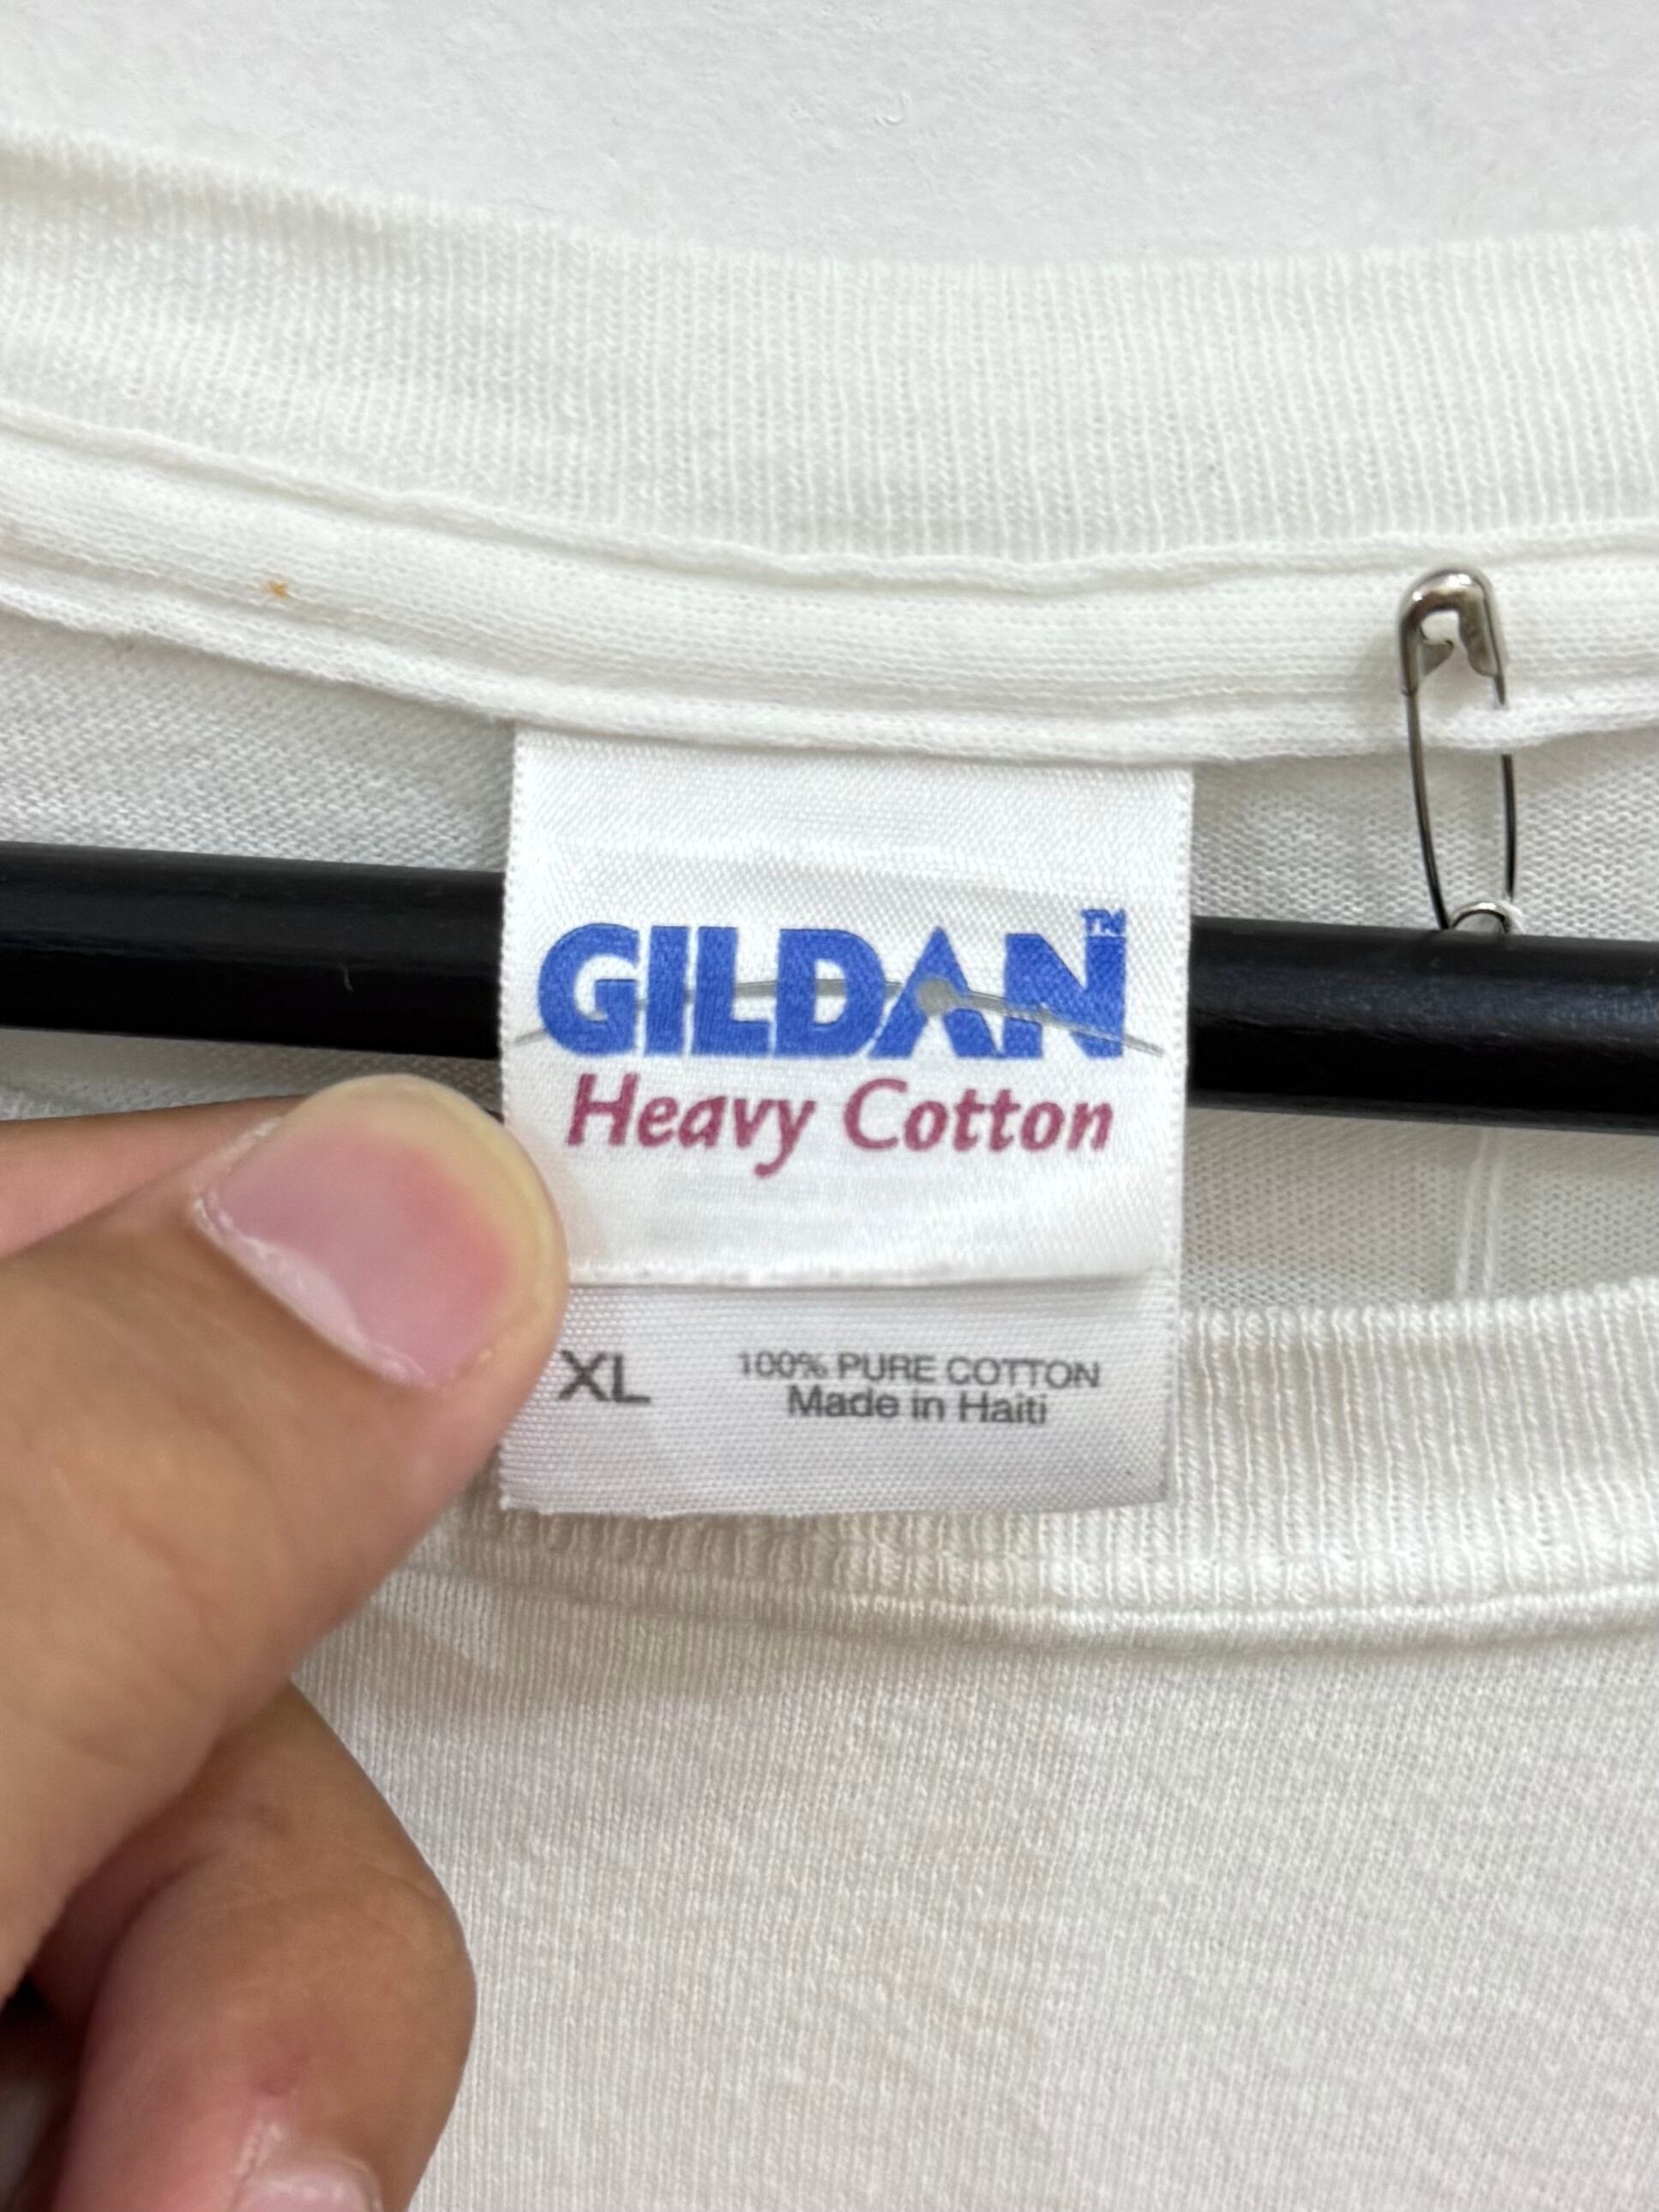 GILDAN™
Heavy Cotton
XL
100% PURE COTTON
Made in Haiti